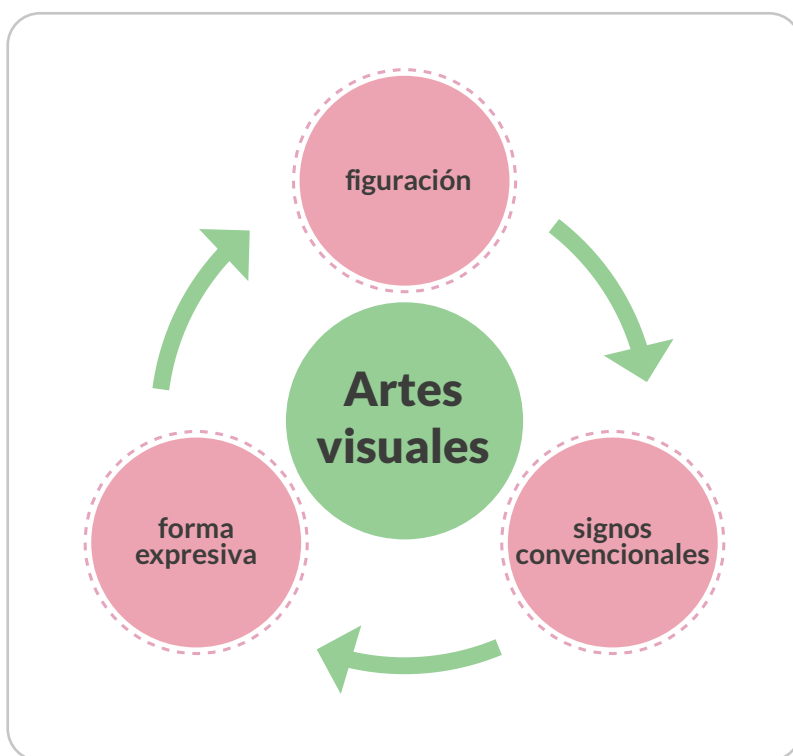 figuración
Artes
visuales
forma
expresiva
signos
convencionales